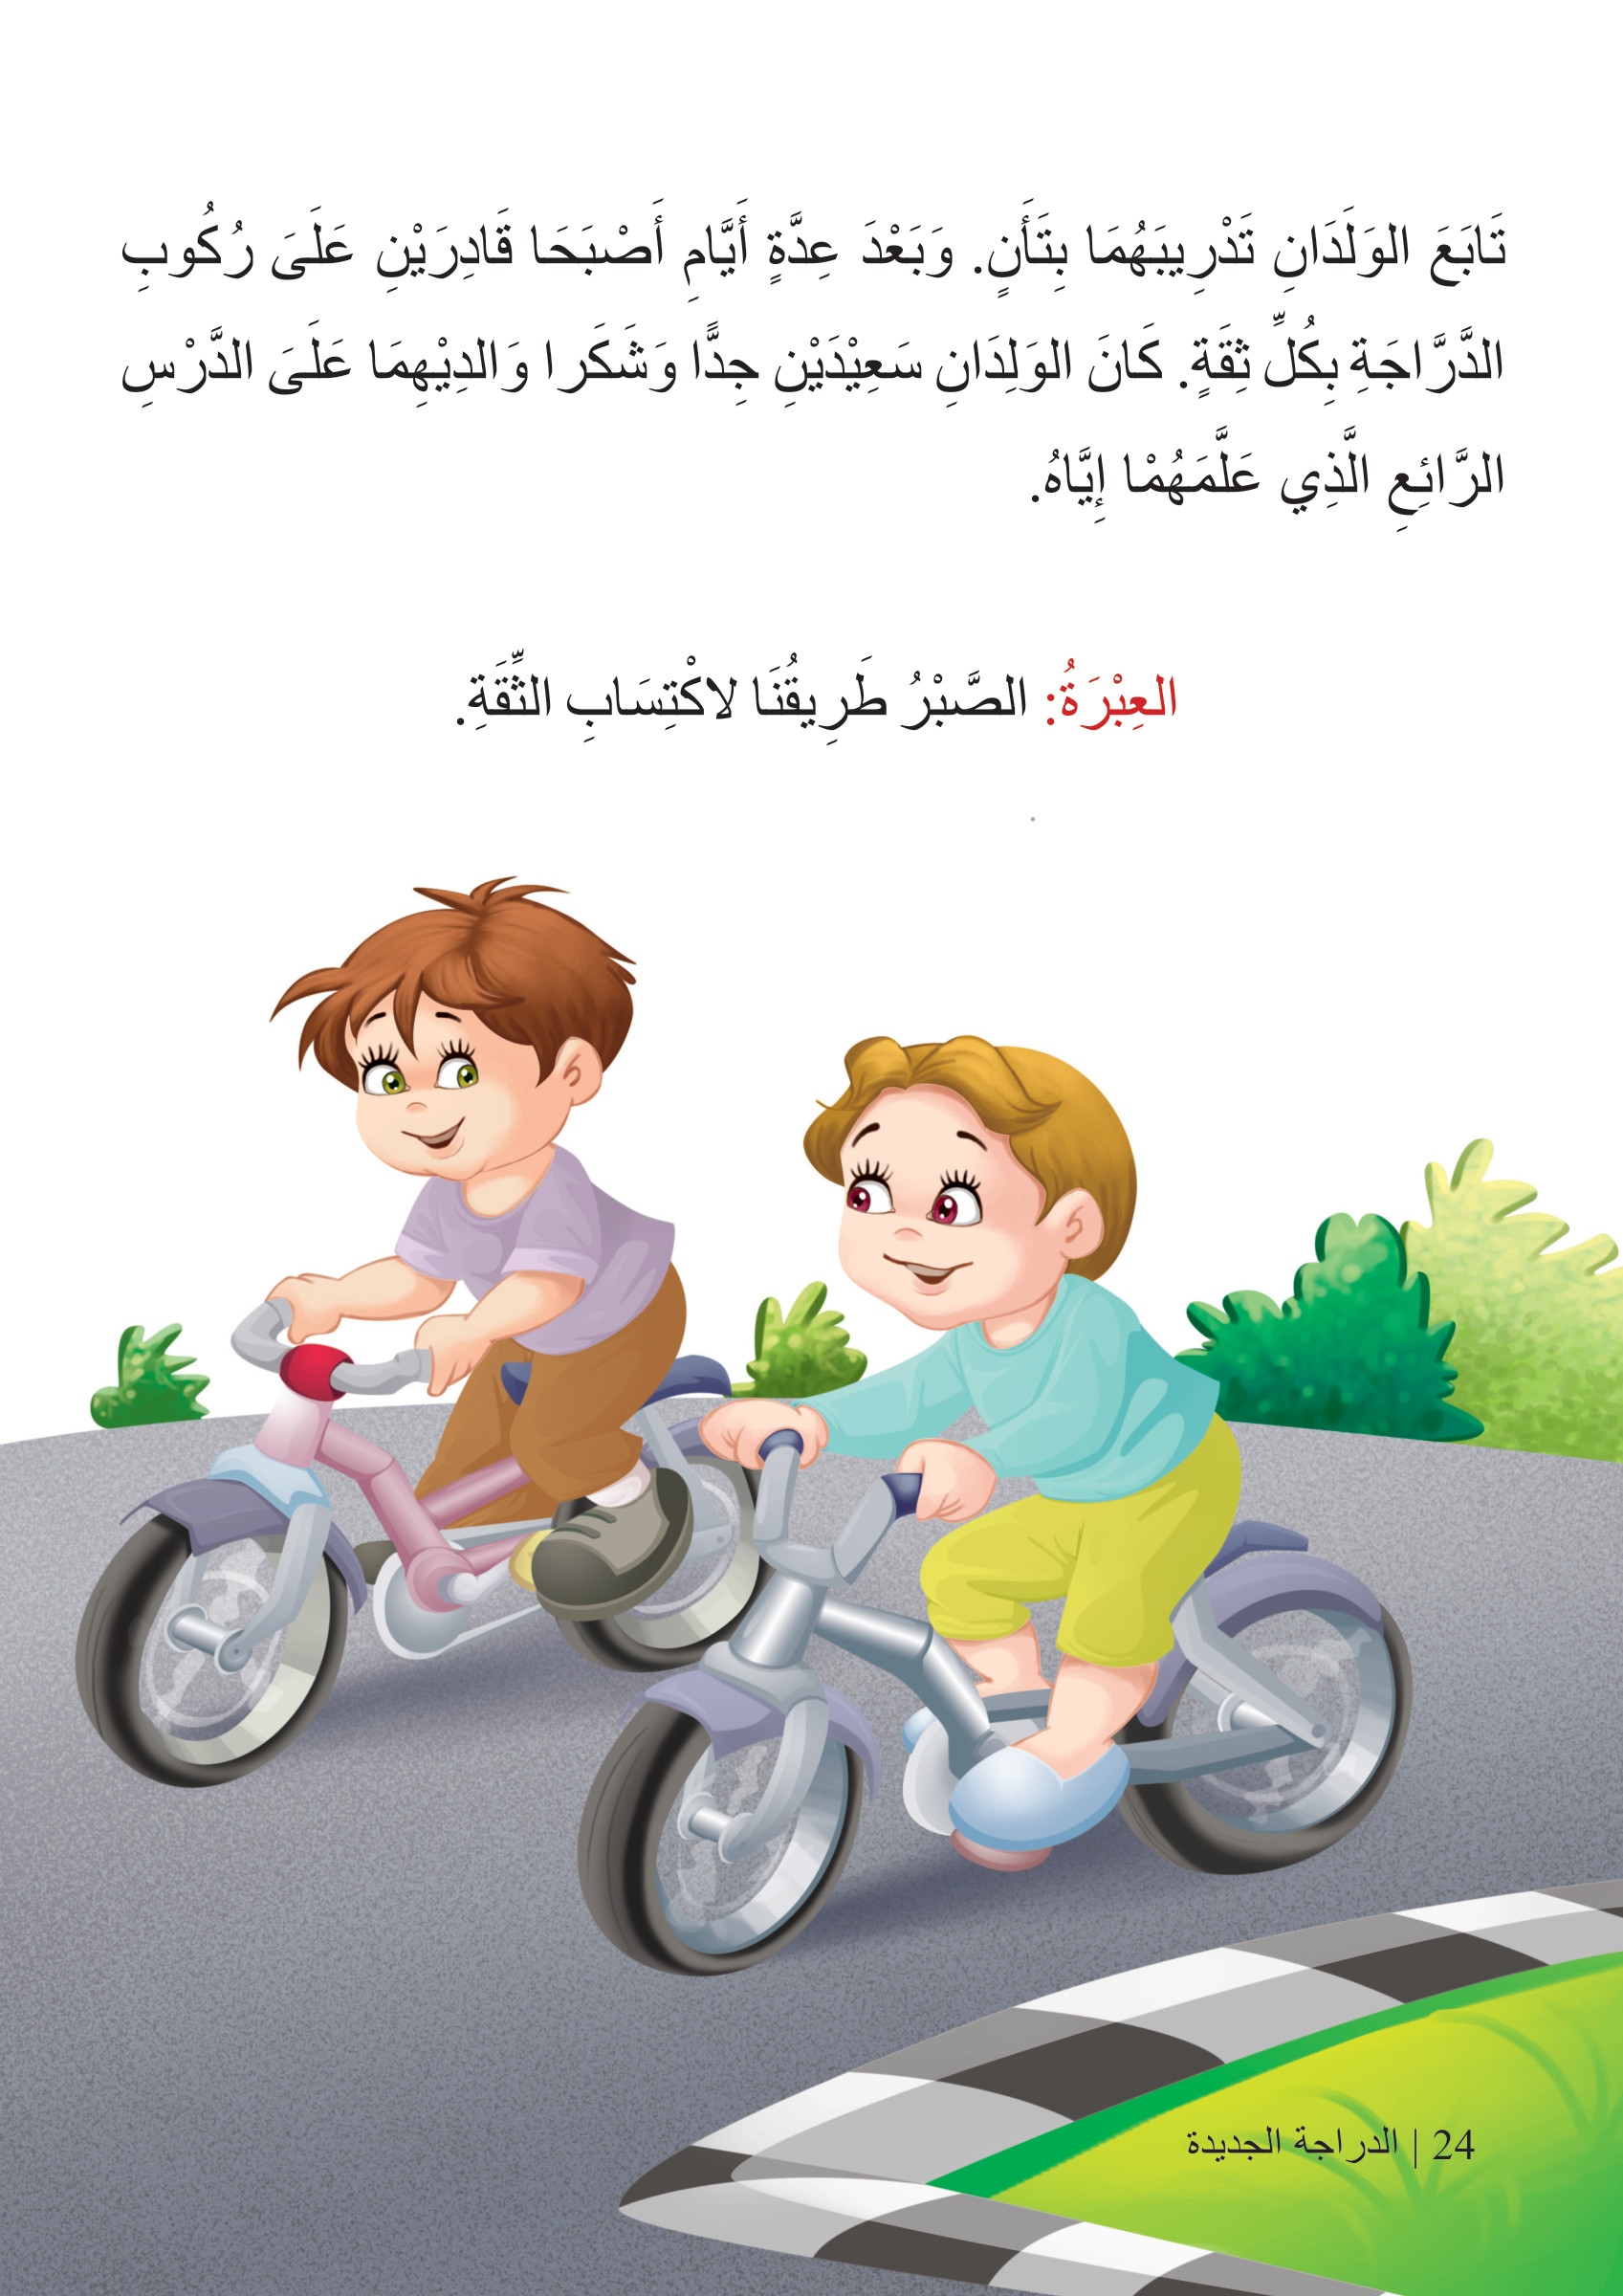 تَابَعَ الوَلَدَانِ تَدْرِيبَهُمَا بِتَأَنٍ. وَبَعْدَ عِدَّةٍ أَيَّامِ أَصْبَحَا قَادِرَيْنِ عَلَىَ رُكُوبِ
الدَّرَّاجَةِ بِكُلِّ ثِقَةٍ. كَانَ الوَلِدَانِ سَعِيْدَيْنِ جِدًّا وَشَكَرا وَالدِيْهِمَا عَلَىَ الدَّرْسِ
الرَّائِعِ الَّذِي عَلَّمَهُمْا إِيَّاهُ.
العِبْرَةُ: الصَّبْرُ طَرِيقُنَا لاكْتِسَابِ الثِّقَةِ.
24 | الدراجة الجديدة